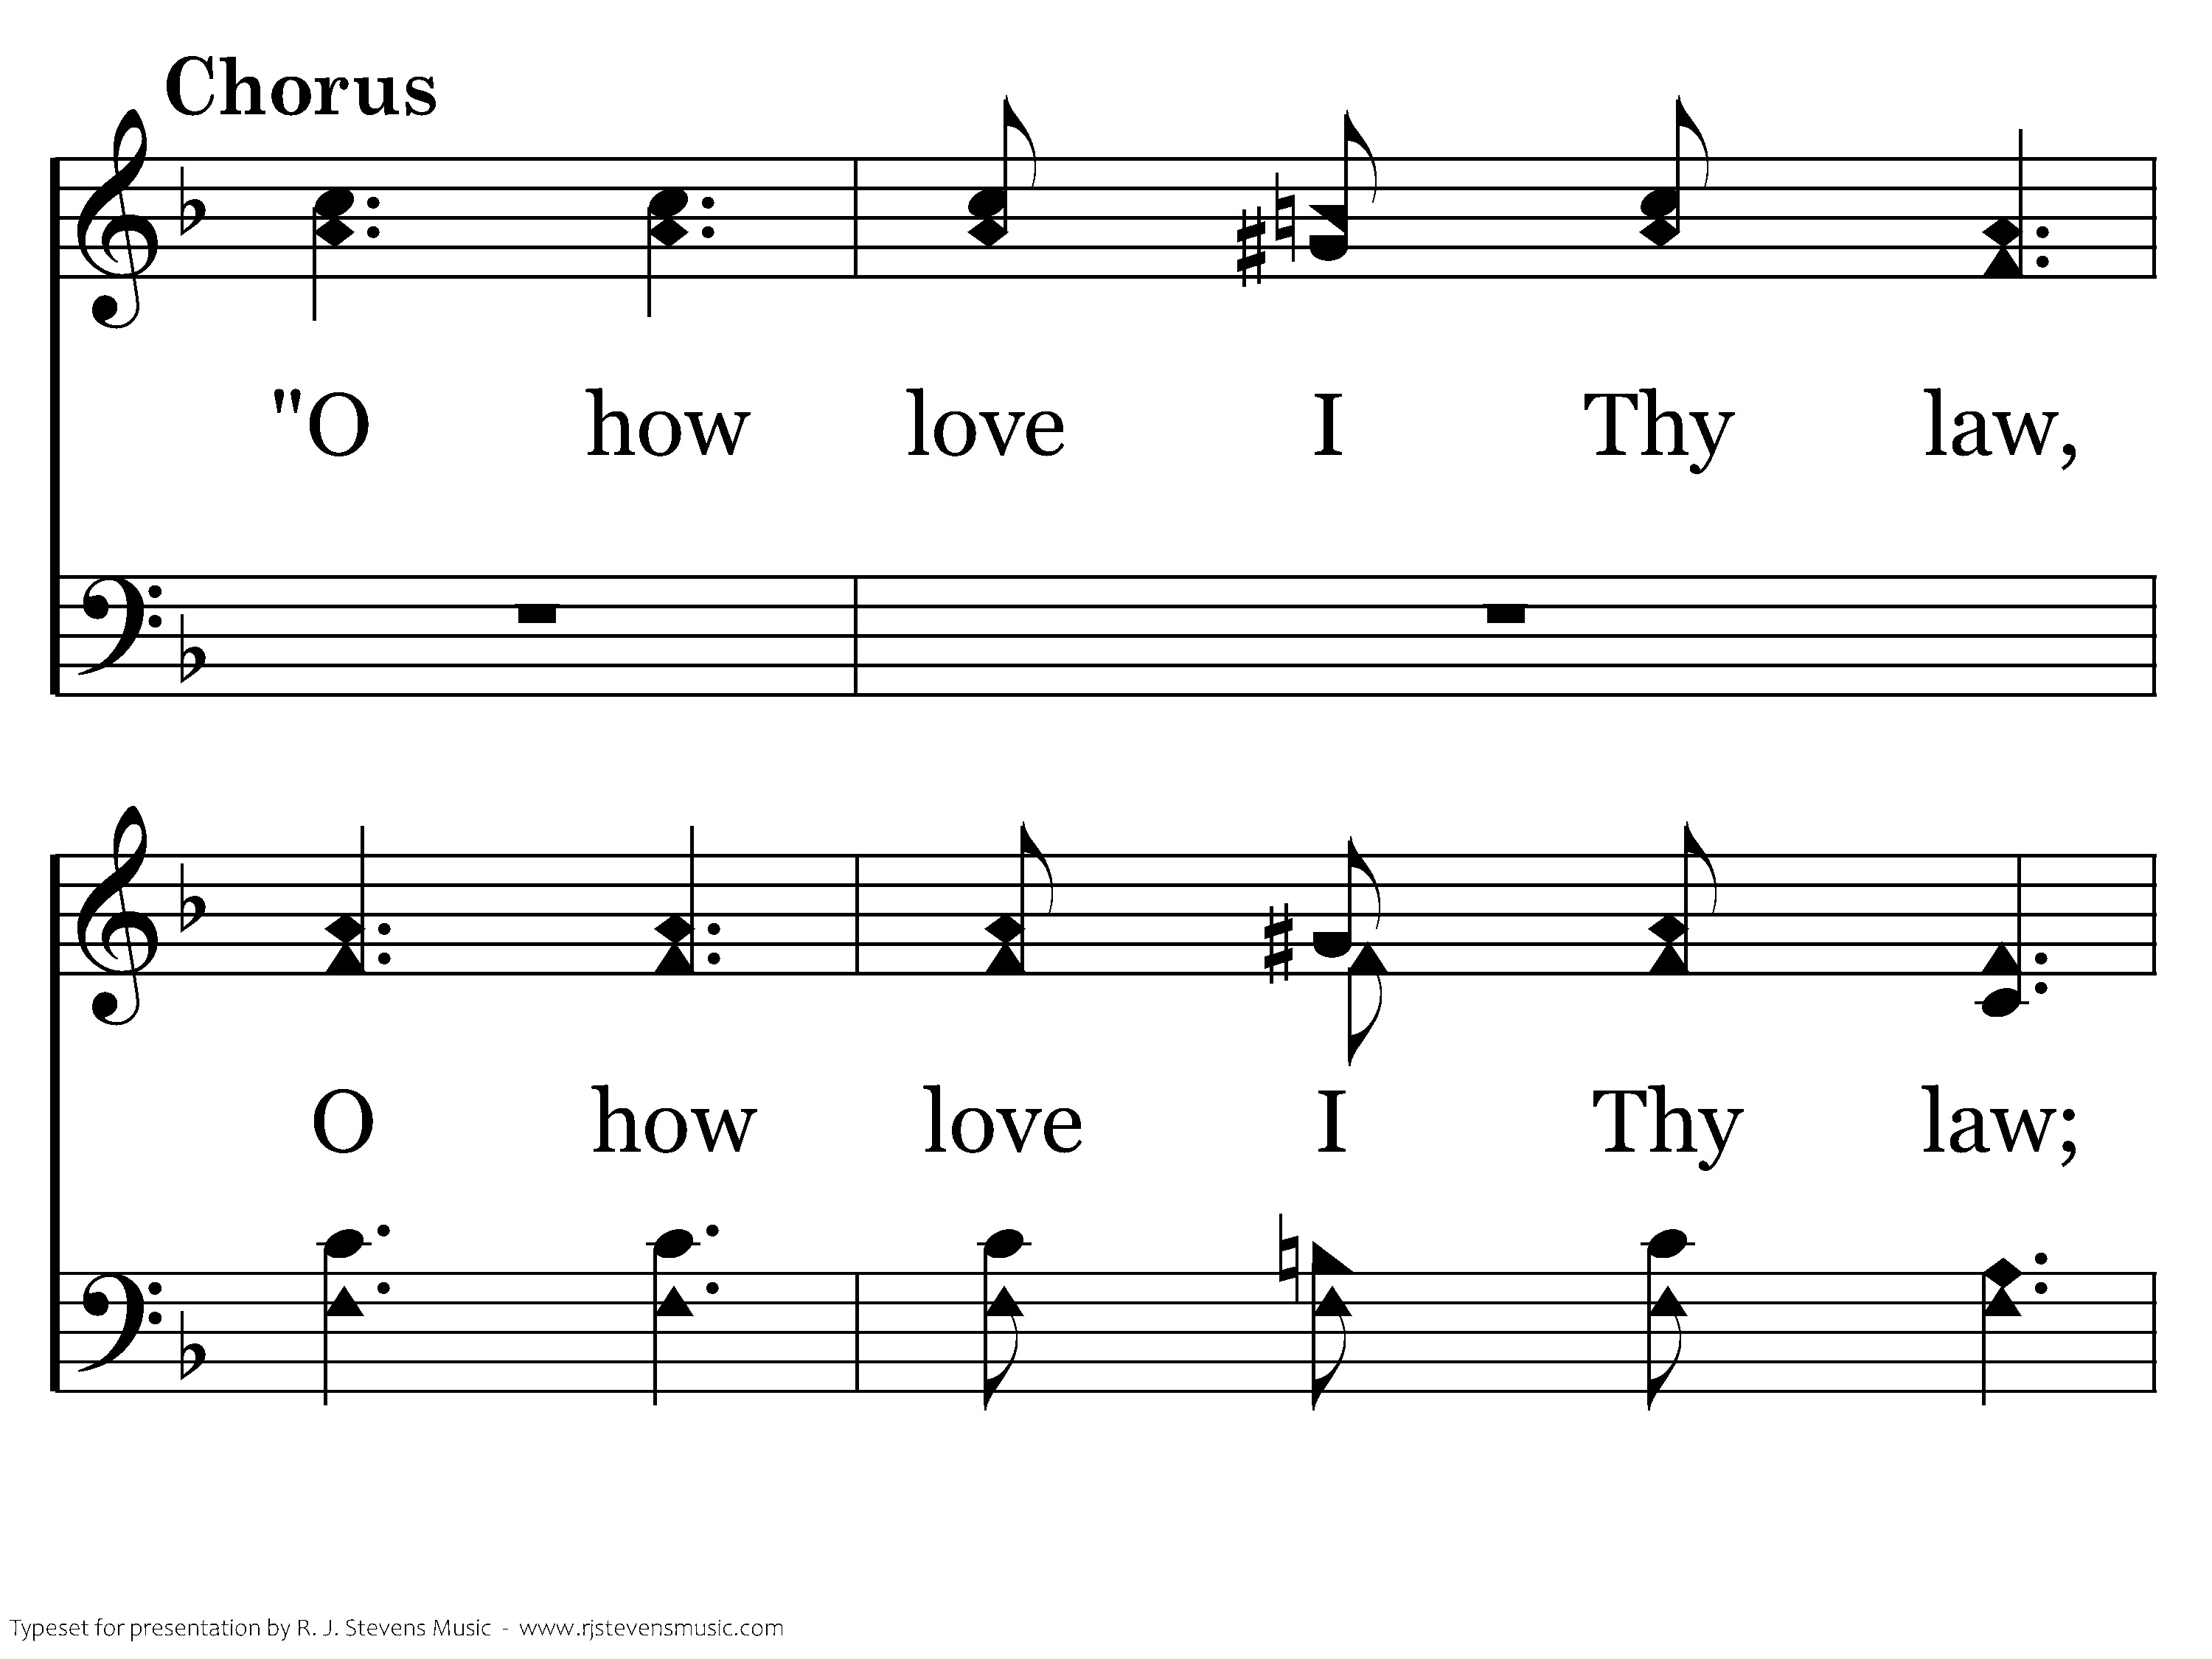 Chorus
"O how love I Thy law,
O how love I Thy law;
Typeset for presentation by R. J. Stevens Music - www.rjstevensmusic.com